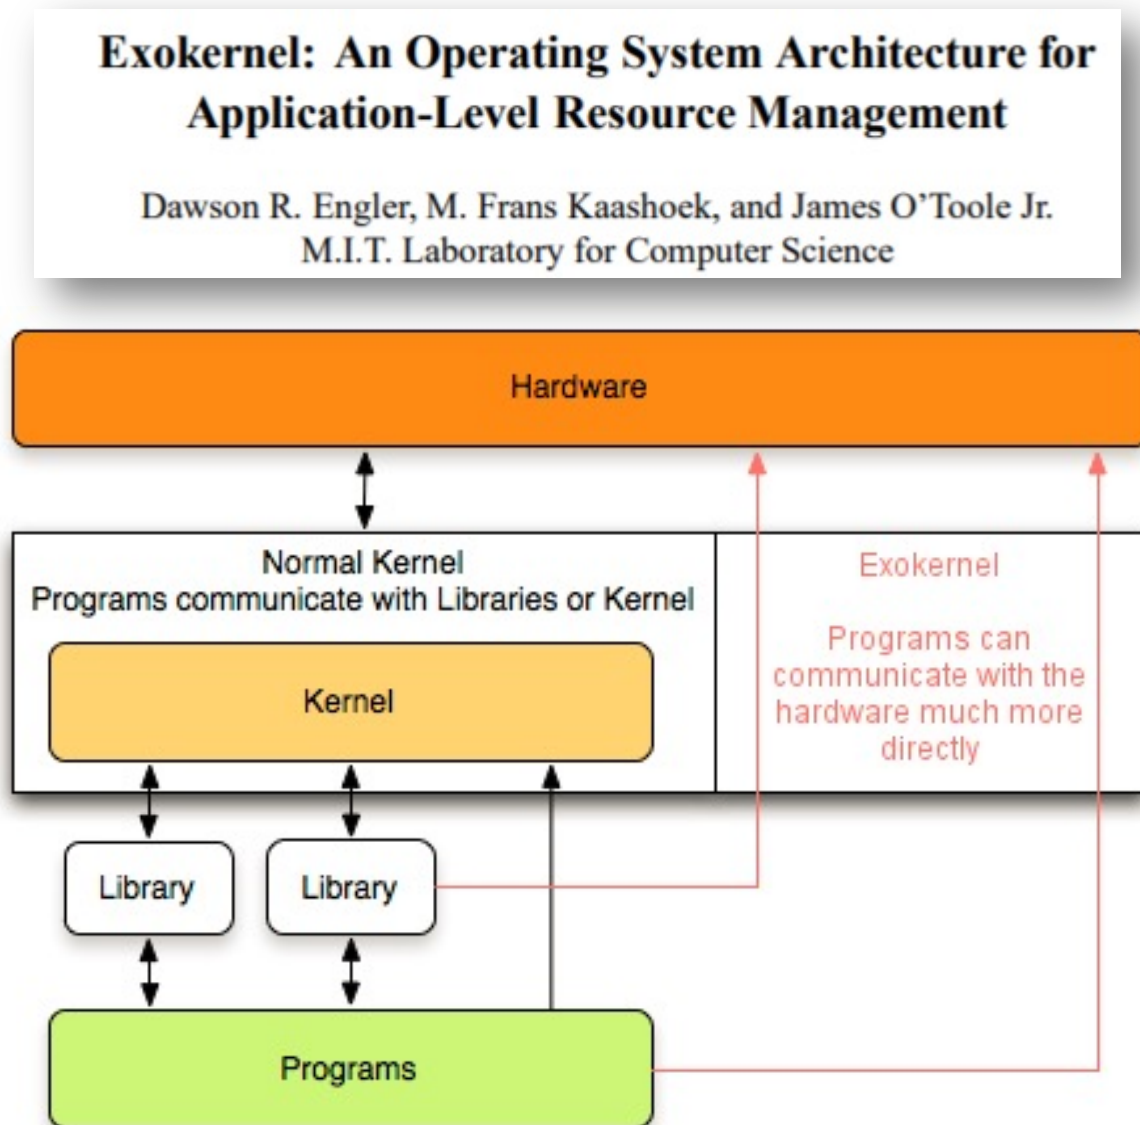 Exokernel: An Operating System Architecture for
Application-Level Resource Management
Dawson R. Engler, M. Frans Kaashoek, and James O'Toole Jr.
M.I.T. Laboratory for Computer Science
Hardware
Normal Kernel
Programs communicate with Libraries or Kernel
Kernel
Exokernel
Programs can
communicate with the
hardware much more
directly
Library
Library
Programs